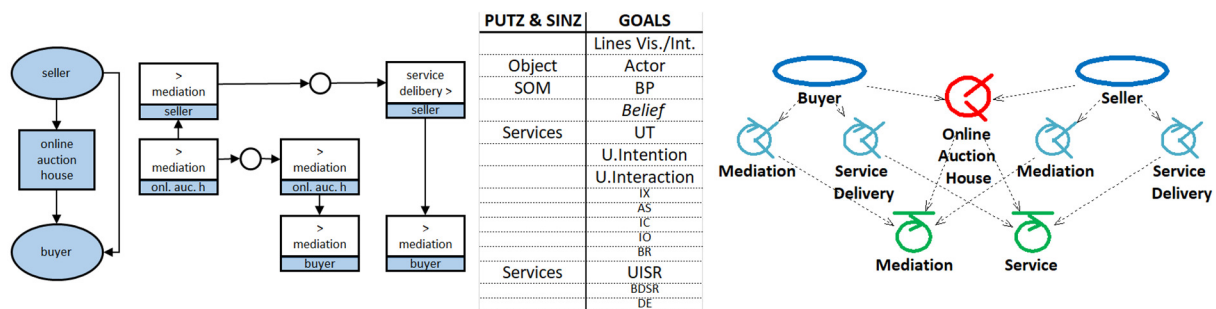 seller
online
auction
house
buyer
>
mediation
seller
service
delibery >
seller
>
mediation
onl. auc. h
>
mediation
onl. auc. h
>
mediation
buyer
>
mediation
buyer
PUTZ & SINZ GOALS
Lines Vis./Int.
Object Actor
SOM BP
Belief
Services UT
U.Intention
U.Interaction
IX
AS
IC
IO
BR
Services UISR
BDSR
DE
Buyer
Seller
Online
Auction
House
Mediation
Service
Delivery
Mediation
Service
Delivery
Mediation
Service